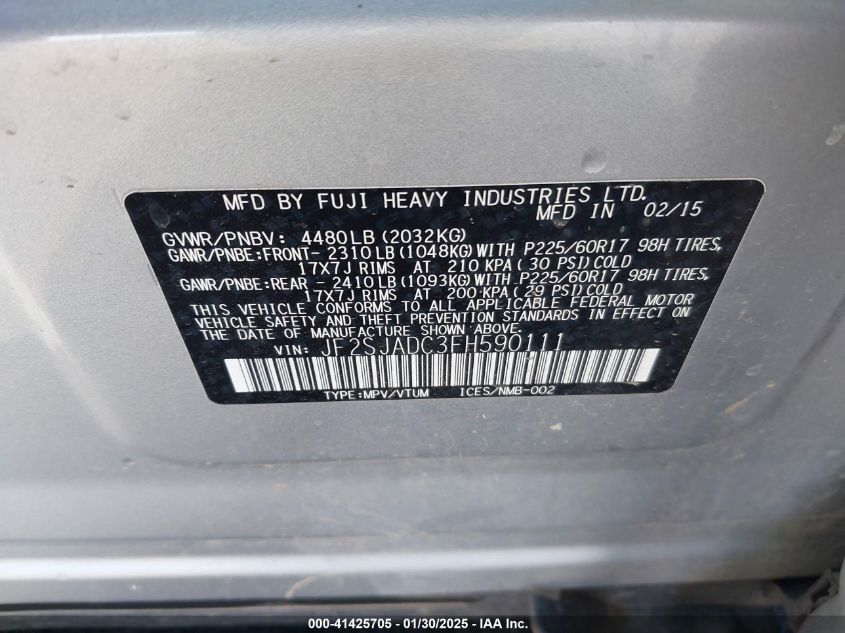 MFD BY FUJI HEAVY INDUSTRIES LTD.
MFD IN 02/15
GVWR/PNBV: 4480LB (2032KG)
GAWR/PNBE:FRONT- 2310LB (1048KG) WITH P225/60R17 98H TIRES,
17X7J RIMS AT 210 KPA ( 30 PSI) COLD
GAWR/PNBE:REAR - 2410LB (1093KG) WITH P225/60R17 98H TIRES,
17X7J RIMS AT 200 KPA ( 29 PSI) COLD
THIS VEHICLE CONFORMS TO ALL APPLICABLE FEDERAL MOTOR
VEHICLE SAFETY AND THEFT PREVENTION STANDARDS IN EFFECT ON
THE DATE OF MANUFACTURE SHOWN ABOVE.
VIN: JF2SJADC3FH590111
TYPE:MPV/VTUM ICES/NMB-002
000-41425705 - 01/30/2025 - IAA Inc.